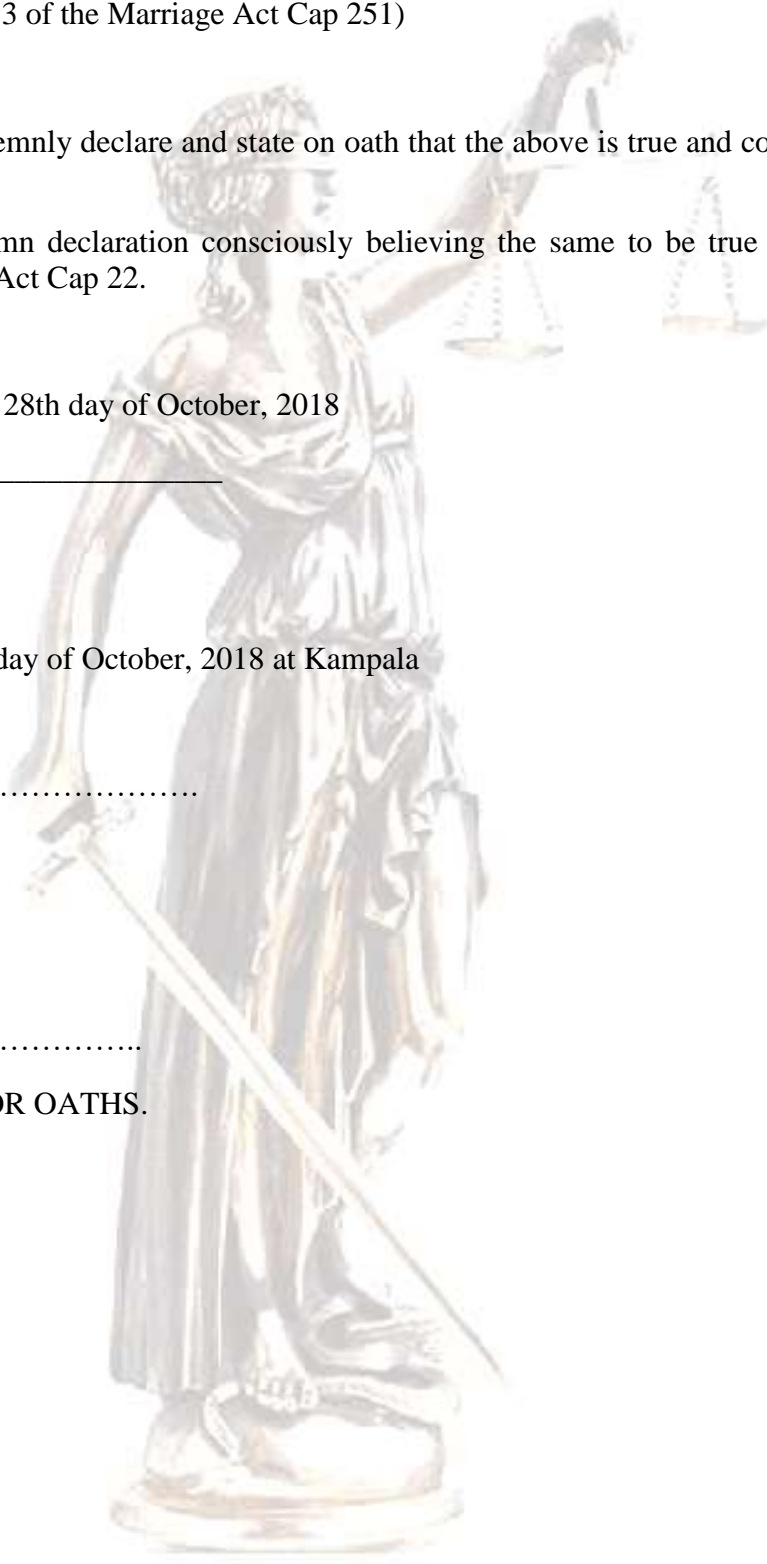 3 of the Marriage Act Cap 251)
emnly declare and state on oath that the above is true and co
mn declaration consciously believing the same to be true
Act Cap 22.
28th day of October, 2018
______________
day of October, 2018 at Kampala
………………….
…………..
OR OATHS.